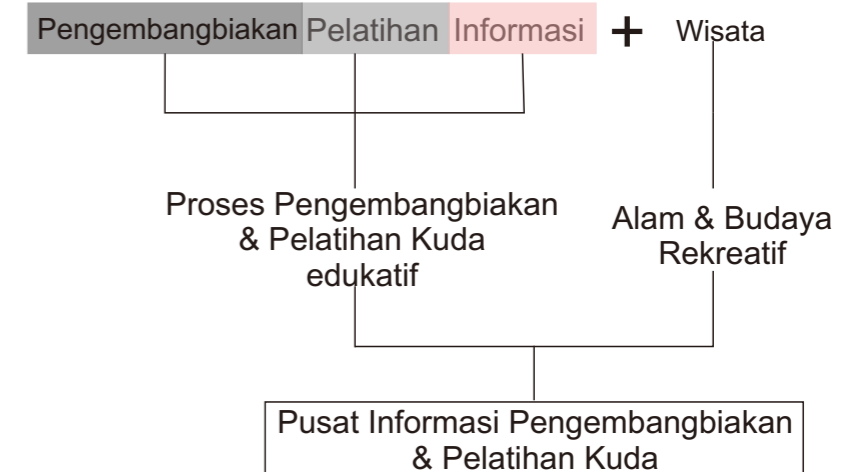 Pengembangbiakan Pelatihan Informasi + Wisata
Proses Pengembangbiakan
& Pelatihan Kuda
edukatif
Alam & Budaya
Rekreatif
Pusat Informasi Pengembangbiakan
& Pelatihan Kuda